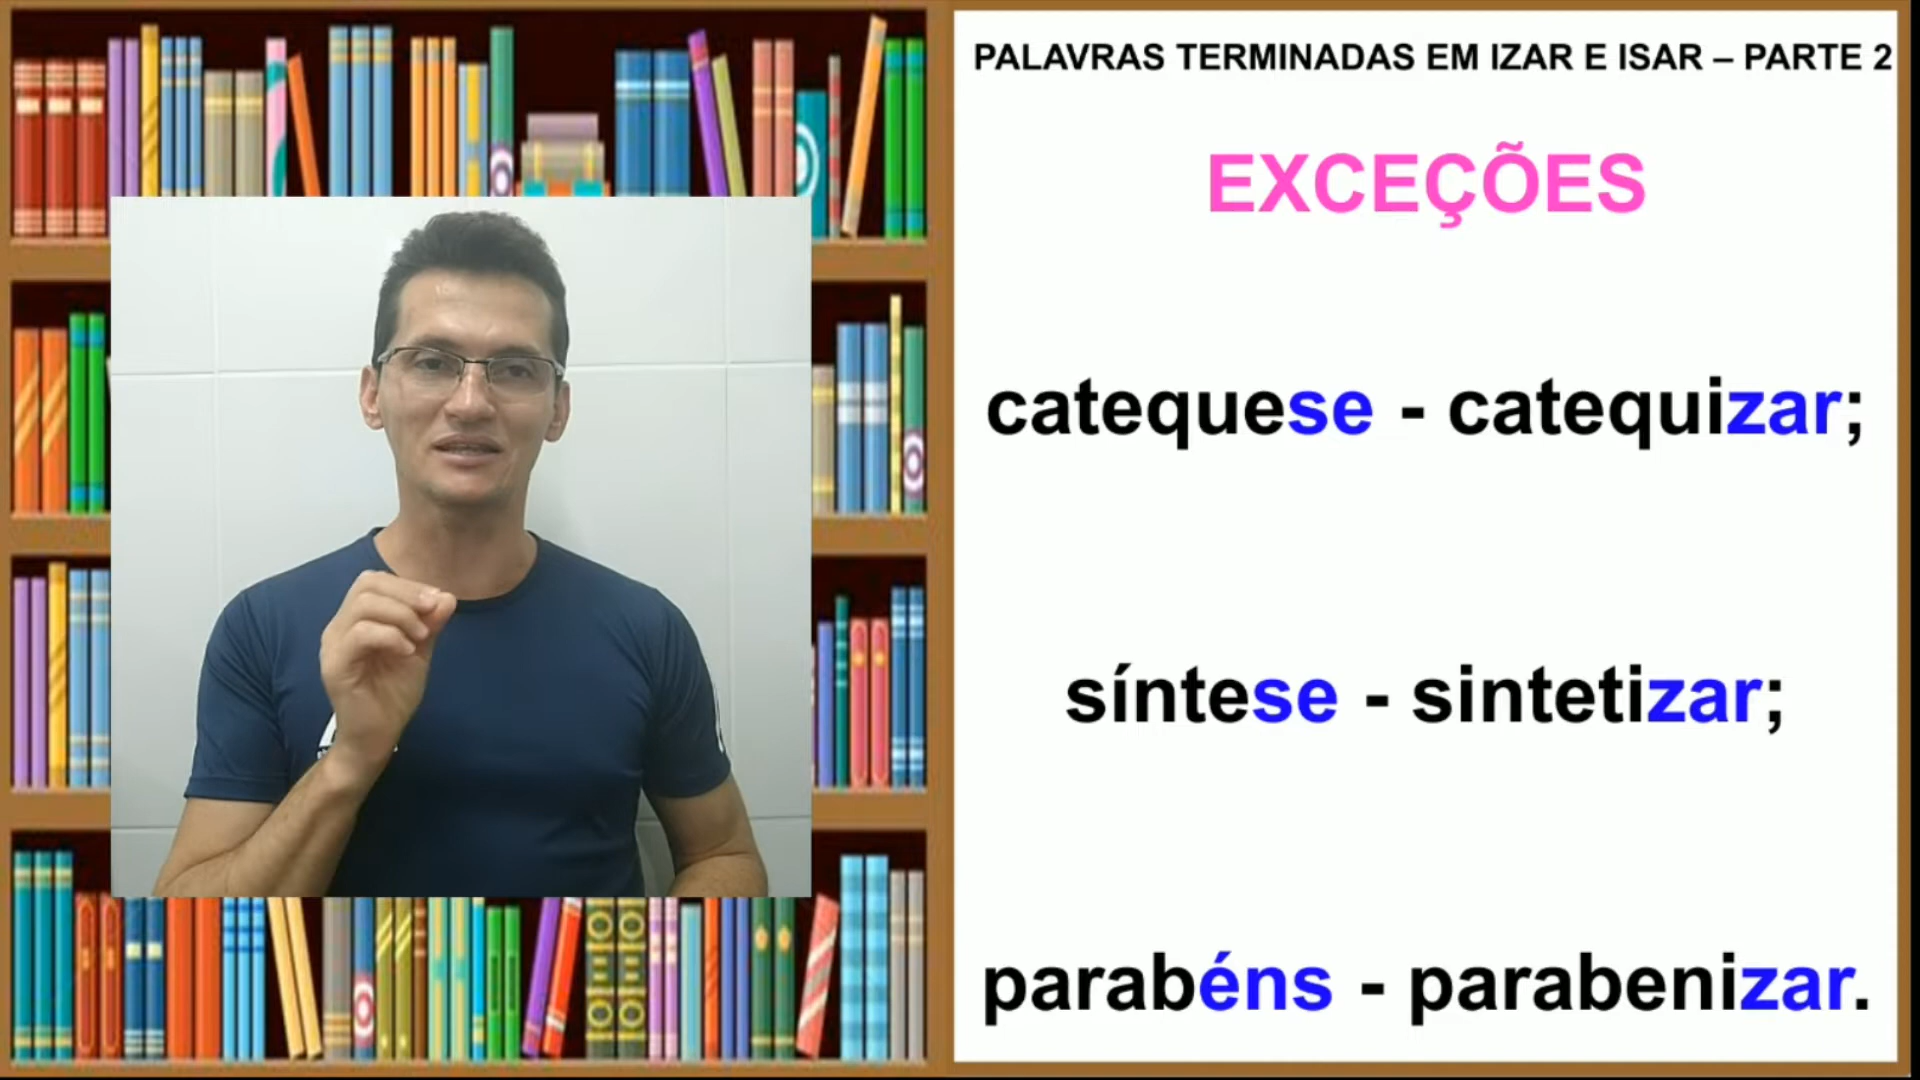 PALAVRAS TERMINADAS EM IZAR E ISAR – PARTE 2
EXCEÇÕES
catequese - catequizar;
síntese - sintetizar;
parabéns - parabenizar.